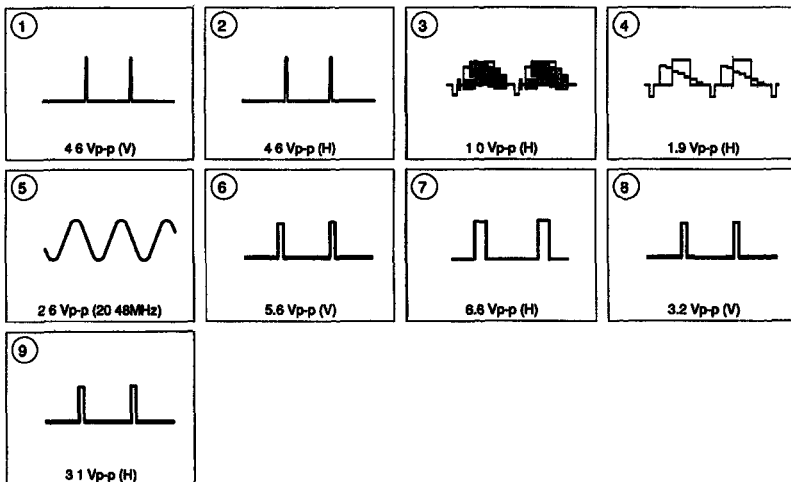 1
2
3
4
4 6 Vp-p (V)
4 6 Vp-p (H)
1 0 Vp-p (H)
1.9 Vp-p (H)
5
6
7
8
2 6 Vp-p (20 48MHz)
5.6 Vp-p (V)
6.6 Vp-p (H)
3.2 Vp-p (V)
9
3 1 Vp-p (H)